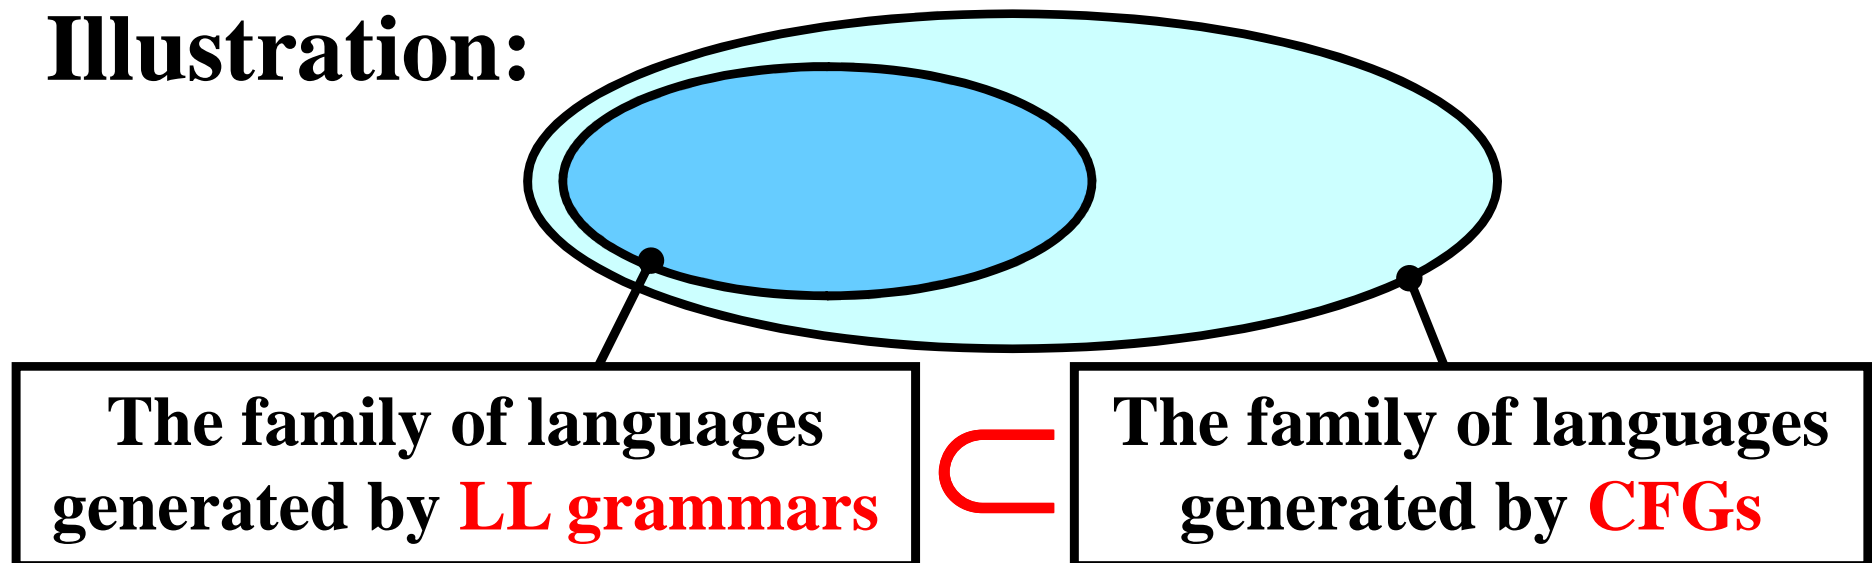 Illustration:
The family of languages
generated by LL grammars
⊂
The family of languages
generated by CFGs